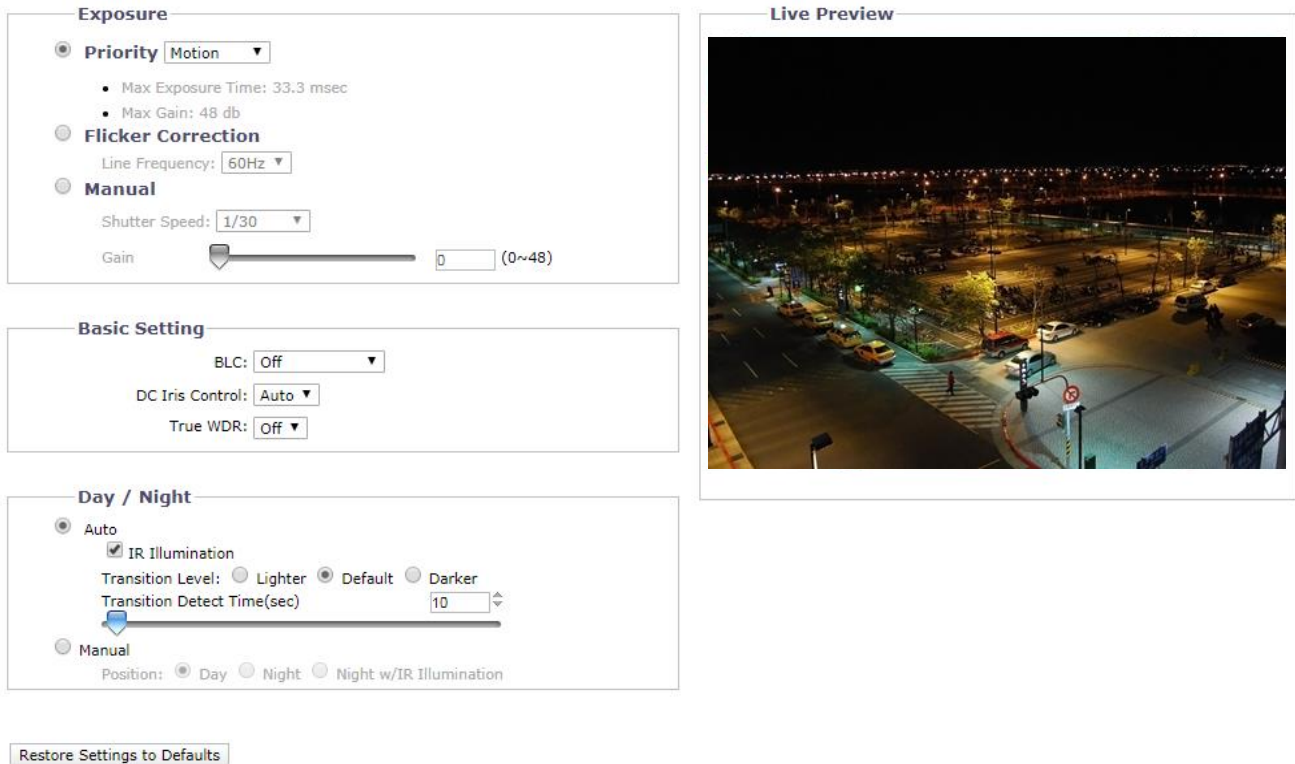 Exposure
Priority Motion
Max Exposure Time: 33.3 msec
Max Gain: 48 db
Flicker Correction
Line Frequency: 60Hz
Manual
Shutter Speed: 1/30
Gain 0 (0~48)
Basic Setting
BLC: Off
DC Iris Control: Auto
True WDR: Off
Day / Night
Auto
IR Illumination
Transition Level: Lighter Default Darker
Transition Detect Time(sec) 10
Manual
Position: Day Night Night w/IR Illumination
Restore Settings to Defaults
Live Preview